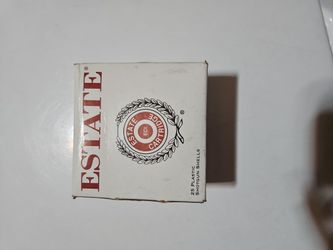 ESTATE®
ESTATE
CARTRIDGE
®
25 PLASTIC
SHOTGUN SHELLS